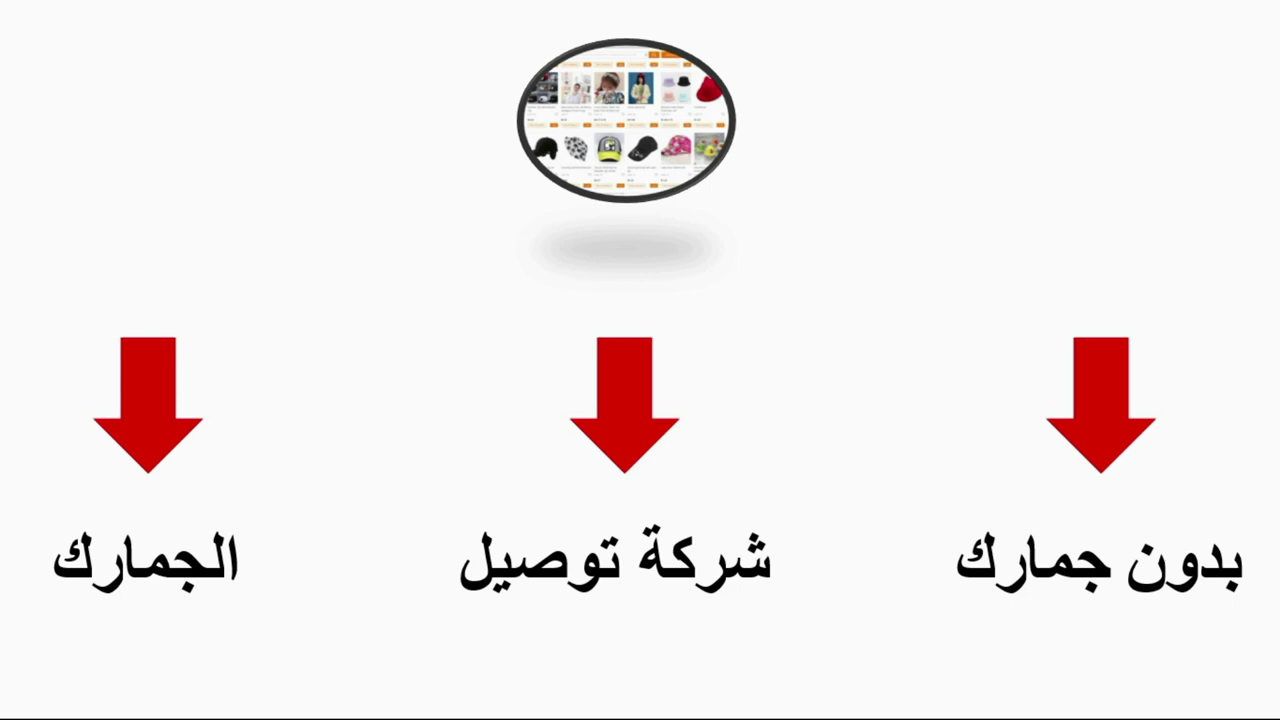 بدون جمارك
شركة توصيل
الجمارك